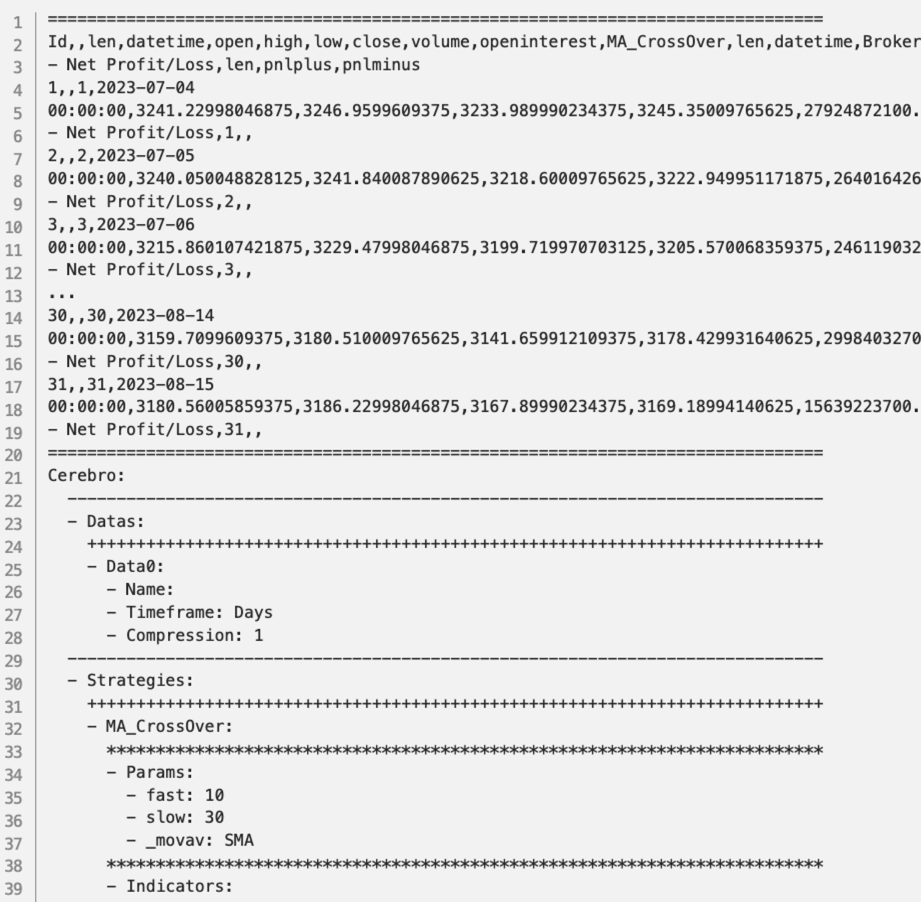 1 ===============================================================================
2 Id,,len,datetime,open,high,low,close,volume,openinterest,MA_CrossOver,len,datetime,Broker
3 - Net Profit/Loss,len,pnlplus,pnlminus
4 1,,1,2023-07-04
5 00:00:00,3241.22998046875,3246.9599609375,3233.989990234375,3245.35009765625,27924872100.
6 - Net Profit/Loss,1,,
7 2,,2,2023-07-05
8 00:00:00,3240.050048828125,3241.840087890625,3218.60009765625,3222.949951171875,264016426
9 - Net Profit/Loss,2,,
10 3,,3,2023-07-06
11 00:00:00,3215.860107421875,3229.47998046875,3199.719970703125,3205.570068359375,246119032
12 - Net Profit/Loss,3,,
13 ...
14 30,,30,2023-08-14
15 00:00:00,3159.7099609375,3180.510009765625,3141.659912109375,3178.429931640625,2998403270
16 - Net Profit/Loss,30,,
17 31,,31,2023-08-15
18 00:00:00,3180.56005859375,3186.22998046875,3167.89990234375,3169.18994140625,15639223700.
19 - Net Profit/Loss,31,,
20 ===============================================================================
21 Cerebro:
22   -----------------------------------------------------------------------------
23   - Datas:
24     +++++++++++++++++++++++++++++++++++++++++++++++++++++++++++++++++++++++++++
25     - Data0:
26       - Name:
27       - Timeframe: Days
28       - Compression: 1
29   -----------------------------------------------------------------------------
30   - Strategies:
31     +++++++++++++++++++++++++++++++++++++++++++++++++++++++++++++++++++++++++++
32     - MA_CrossOver:
33       *************************************************************************
34       - Params:
35         - fast: 10
36         - slow: 30
37         - _movav: SMA
38       *************************************************************************
39       - Indicators: